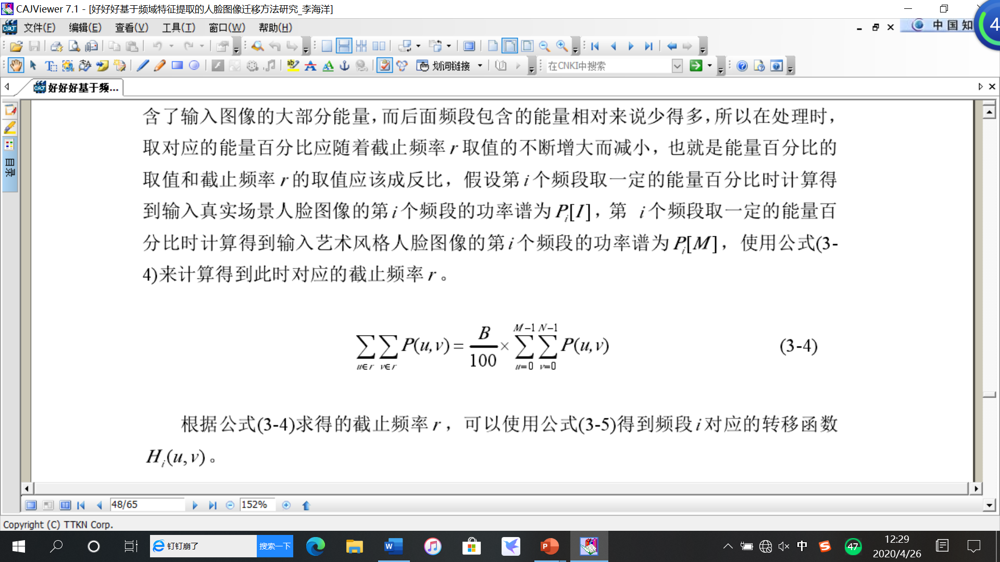 CAJViewer 7.1 - [好好好基于频域特征提取的人脸图像迁移方法研究_李海洋]
文件(F) 编辑(E) 查看(V) 工具(T) 窗口(W) 帮助(H)
中国知
4
划词链接 在CNKI中搜索
好好好基于频...
目录
含了输入图像的大部分能量，而后面频段包含的能量相对来说少得多，所以在处理时，
取对应的能量百分比应随着截止频率 r 取值的不断增大而减小，也就是能量百分比的
取值和截止频率 r 的取值应该成反比，假设第 i 个频段取一定的能量百分比时计算得
到输入真实场景人脸图像的第 i 个频段的功率谱为 P_i[I]，第 i 个频段取一定的能量百
分比时计算得到输入艺术风格人脸图像的第 i 个频段的功率谱为 P_i[M]，使用公式(3-
4)来计算得到此时对应的截止频率 r。
∑_{u∈r} ∑_{v∈r} P(u,v) = B/100 × ∑_{u=0}^{M-1} ∑_{v=0}^{N-1} P(u,v) (3-4)
根据公式(3-4)求得的截止频率 r，可以使用公式(3-5)得到频段 i 对应的转移函数
H_i(u,v)。
48/65 152%
Copyright (C) TTKN Corp.
钉钉崩了 搜索一下
中 47 12:29
2020/4/26